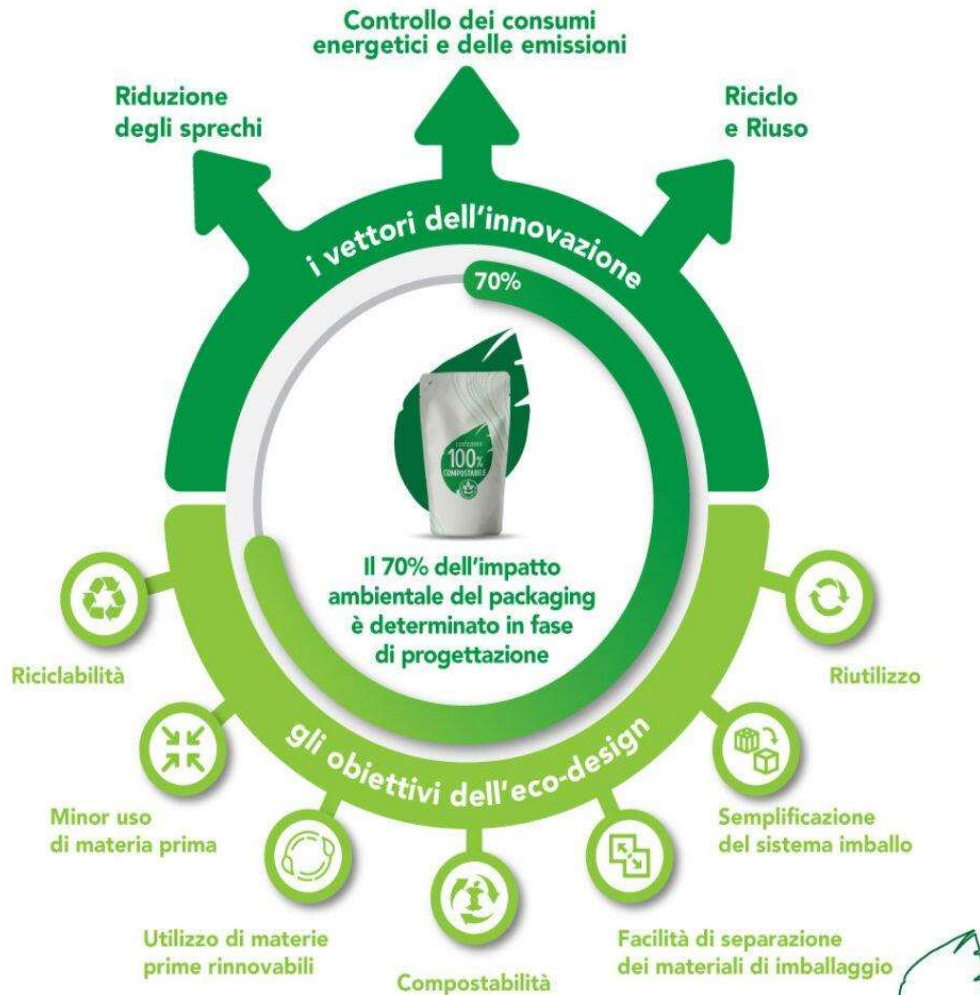 Controllo dei consumi
energetici e delle emissioni
Riduzione
degli sprechi
Riciclo
e Riuso
i vettori dell'innovazione
70%
100%
COMPOSTABILE
Il 70% dell'impatto
ambientale del packaging
è determinato in fase
di progettazione
gli obiettivi dell'eco-design
Riciclabilità
Riutilizzo
Minor uso
di materia prima
Semplificazione
del sistema imballo
Utilizzo di materie
prime rinnovabili
Facilità di separazione
dei materiali di imballaggio
Compostabilità